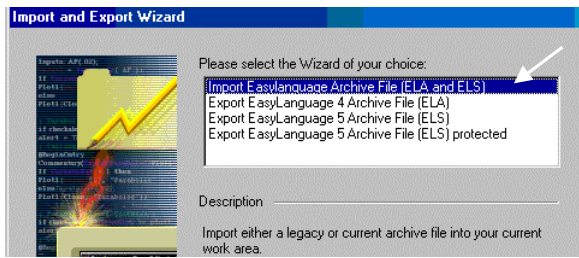 Import and Export Wizard
Please select the Wizard of your choice:
Import Easylanguage Archive File (ELA and ELS)
Export EasyLanguage 4 Archive File (ELA)
Export EasyLanguage 5 Archive File (ELS)
Export EasyLanguage 5 Archive File (ELS) protected
Description
Import either a legacy or current archive file into your current
work area.